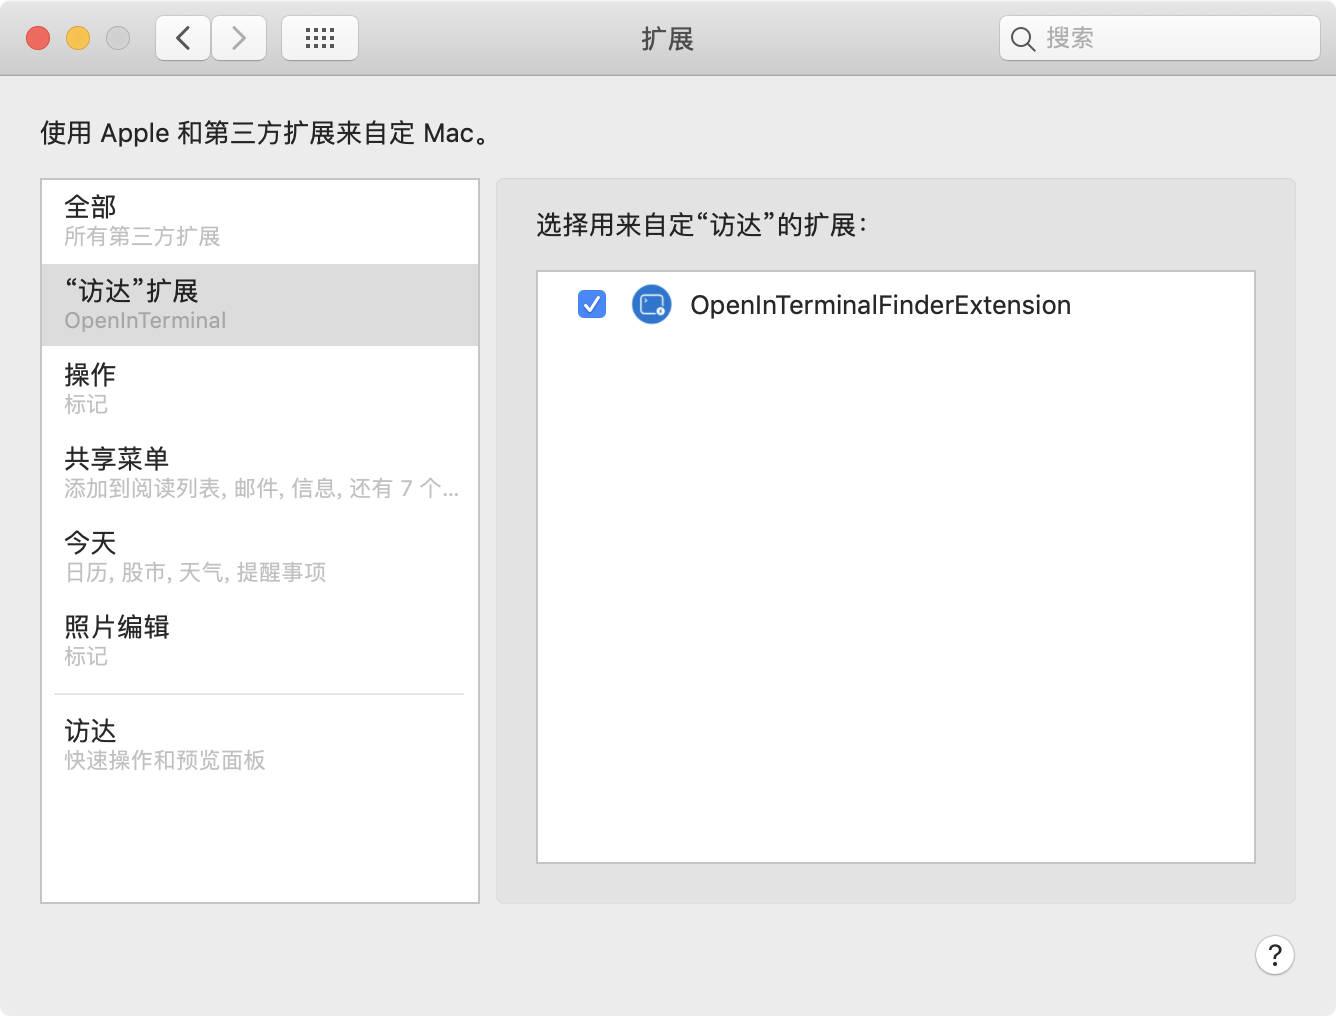 扩展
搜索
使用 Apple 和第三方扩展来自定 Mac。
全部
所有第三方扩展
“访达”扩展
OpenInTerminal
操作
标记
共享菜单
添加到阅读列表, 邮件, 信息, 还有 7 个...
今天
日历, 股市, 天气, 提醒事项
照片编辑
标记
访达
快速操作和预览面板
选择用来自定“访达”的扩展：
OpenInTerminalFinderExtension
?